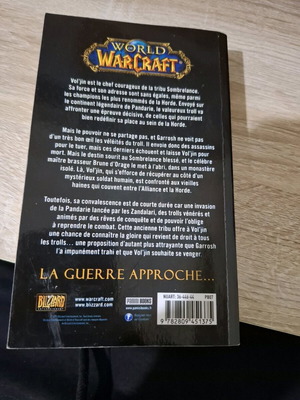 WORLD
OF
WARCRAFT
Vol'jin est le chef courageux de la tribu Sombrelance.
Sa force et son adresse sont sans égales, même parmi
les champions les plus renommés de la Horde. Envoyé sur
le continent légendaire de Pandarie, le valeureux troll va
affronter une épreuve décisive, de celles qui pourraient
bien redéfinir sa place au sein de la Horde.
Mais le pouvoir ne se partage pas, et Garrosh ne voit pas
d'un très bon œil les vélléités du troll. Il envoie donc des assassins
pour le tuer, mais ces derniers échouent et laisse Vol'jin pour
mort. Mais le destin sourit au Sombrelance blessé, et le célèbre
maître brasseur Brune d'Orage le met à l'abri, dans un monastère
isolé. Là, Vol'jin, qui s'efforce de récupérer au côté d'un
mystérieux soldat humain, est confronté aux vieilles
haines qui couvent entre l'Alliance et la Horde.
Toutefois, sa convalescence est de courte durée car une invasion
de la Pandarie lancée par les Zandalari, des trolls vénérés et
animés par des rêves de conquête et de pouvoir l'oblige
à reprendre le combat. Cette ancienne tribu offre à Vol'jin
une chance de connaître la gloire qui revient de droit à tous
les trolls... une proposition d'autant plus attrayante que Garrosh
l'a impunément trahi et que Vol'jin souhaite se venger.
LA GUERRE APPROCHE...
BLIZZARD
ENTERTAINMENT
www.warcraft.com
www.blizzard.com
PANINI BOOKS
www.paninibooks.fr
9 782809 451375